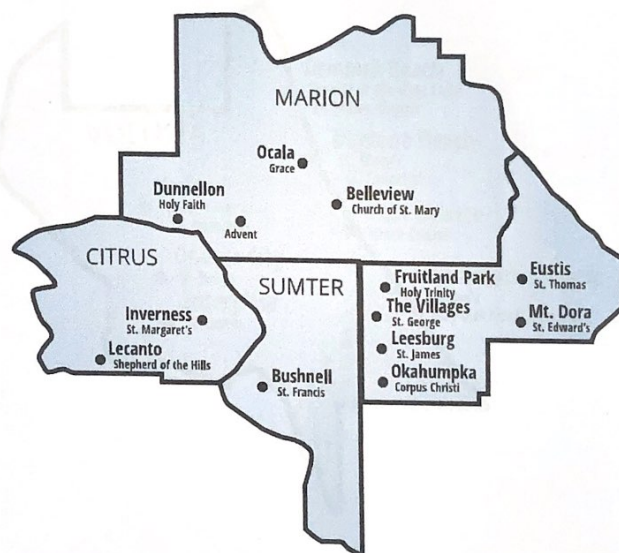 MARION
Ocala
Grace
Dunnellon
Holy Faith
Belleview
Church of St. Mary
Advent
CITRUS
SUMTER
Fruitland Park
Holy Trinity
Eustis
St. Thomas
The Villages
St. George
Inverness
St. Margaret's
Mt. Dora
St. Edward's
Leesburg
St. James
Lecanto
Shepherd of the Hills
Bushnell
St. Francis
Okahumpka
Corpus Christi